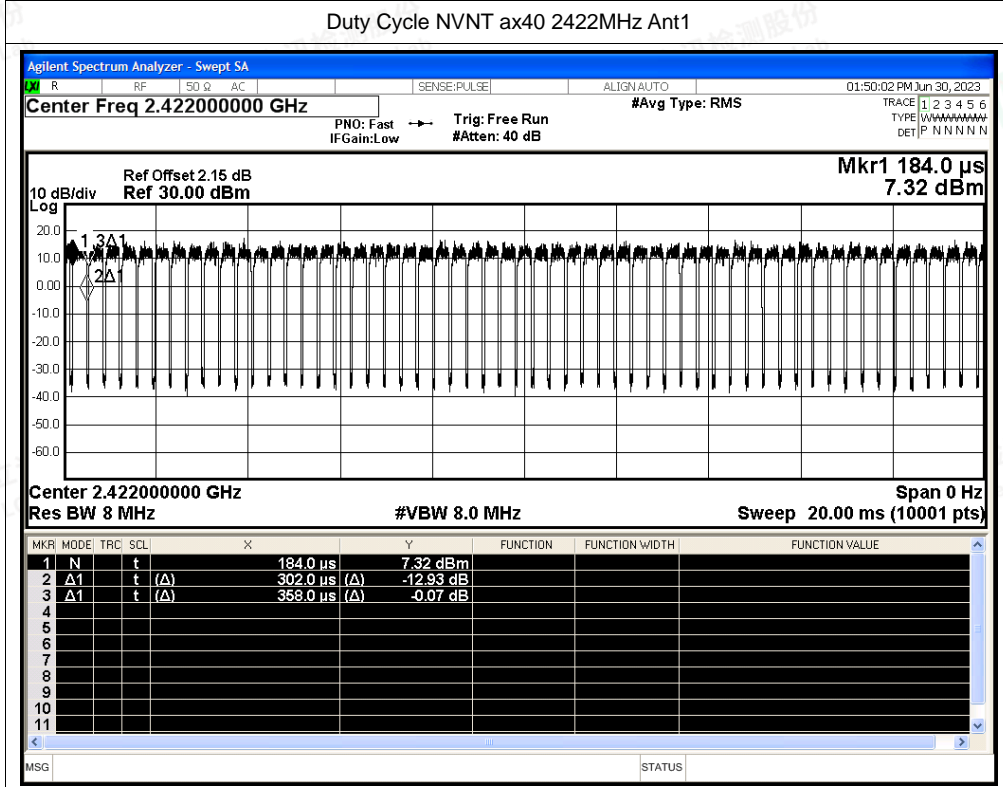 Duty Cycle NVNT ax40 2422MHz Ant1
Agilent Spectrum Analyzer - Swept SA
LXI R RF 50 Ω AC SENSE:PULSE ALIGN AUTO 01:50:02 PM Jun 30, 2023
Center Freq 2.422000000 GHz #Avg Type: RMS TRACE 1 2 3 4 5 6
PNO: Fast Trig: Free Run TYPE WWWWWW
IFGain:Low #Atten: 40 dB DET P N N N N N
Mkr1 184.0 µs
Ref Offset 2.15 dB
10 dB/div Ref 30.00 dBm 7.32 dBm
Log
20.0
1 3Δ1
10.0
2Δ1
0.00
-10.0
-20.0
-30.0
-40.0
-50.0
-60.0
Center 2.422000000 GHz Span 0 Hz
Res BW 8 MHz #VBW 8.0 MHz Sweep 20.00 ms (10001 pts)
MKR MODE TRC SCL X Y FUNCTION FUNCTION WIDTH FUNCTION VALUE
1 N t 184.0 µs 7.32 dBm
2 Δ1 t (Δ) 302.0 µs (Δ) -12.93 dB
3 Δ1 t (Δ) 358.0 µs (Δ) -0.07 dB
4
5
6
7
8
9
10
11
MSG STATUS